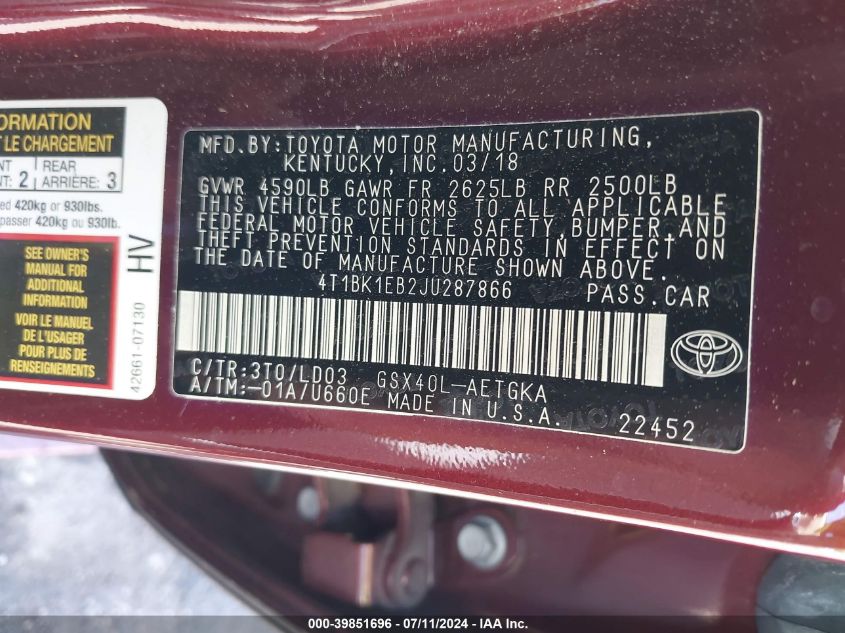 ORMATION
T LE CHARGEMENT
NT REAR
NT: 2 ARRIÈRE: 3
ed 420kg or 930lbs.
passer 420kg ou 930lb.
SEE OWNER'S
MANUAL FOR
ADDITIONAL
INFORMATION
VOIR LE MANUEL
DE L'USAGER
POUR PLUS DE
RENSEIGNEMENTS
HV
42661-07130
MFD.BY:TOYOTA MOTOR MANUFACTURING,
KENTUCKY,INC.03/18
GVWR 4590LB GAWR FR 2625LB RR 2500LB
THIS VEHICLE CONFORMS TO ALL APPLICABLE
FEDERAL MOTOR VEHICLE SAFETY,BUMPER,AND
THEFT PREVENTION STANDARDS IN EFFECT ON
THE DATE OF MANUFACTURE SHOWN ABOVE.
4T1BK1EB2JU287866 PASS.CAR
C/TR:3T0/LD03 GSX40L-AETGKA
A/TM:-01A/U660E MADE IN U.S.A.
22452
000-39851696 - 07/11/2024 - IAAI Inc.